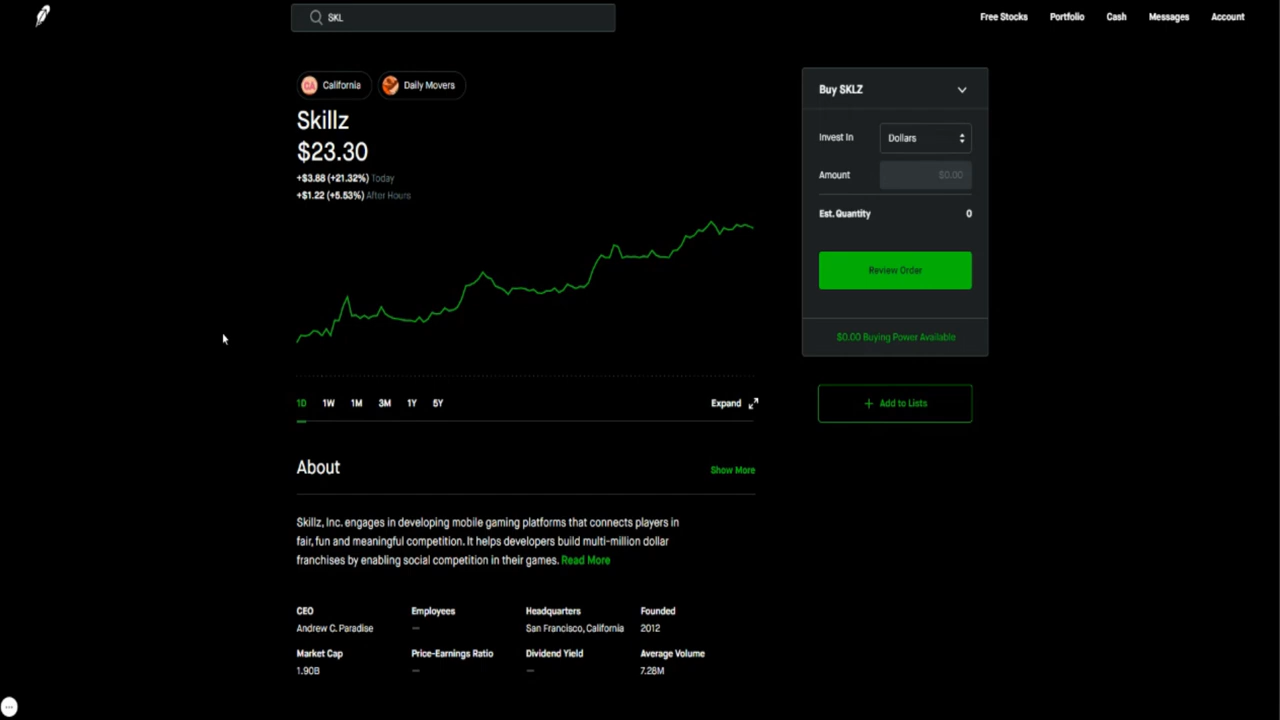 SKL
Free Stocks Portfolio Cash Messages Account
CA California Daily Movers
Skillz
$23.30
+$3.88 (+21.32%) Today
+$1.22 (+5.53%) After Hours
1D 1W 1M 3M 1Y 5Y Expand
About Show More
Skillz, Inc. engages in developing mobile gaming platforms that connects players in
fair, fun and meaningful competition. It helps developers build multi-million dollar
franchises by enabling social competition in their games. Read More
CEO Employees Headquarters Founded
Andrew C. Paradise — San Francisco, California 2012
Market Cap Price-Earnings Ratio Dividend Yield Average Volume
1.90B — — 7.28M
Buy SKLZ
Invest In Dollars
Amount $0.00
Est. Quantity 0
Review Order
$0.00 Buying Power Available
+ Add to Lists